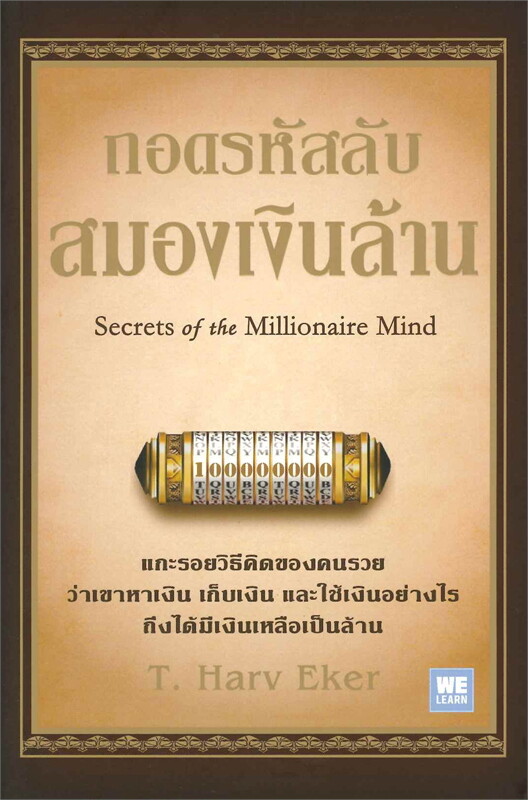 ถอดรหัสลับ
สมองเงินล้าน
Secrets of the Millionaire Mind
100000000
แกะรอยวิธีคิดของคนรวย
ว่าเขาหาเงิน เก็บเงิน และใช้เงินอย่างไร
ถึงได้มีเงินเหลือเป็นล้าน
T. Harv Eker
WE
LEARN